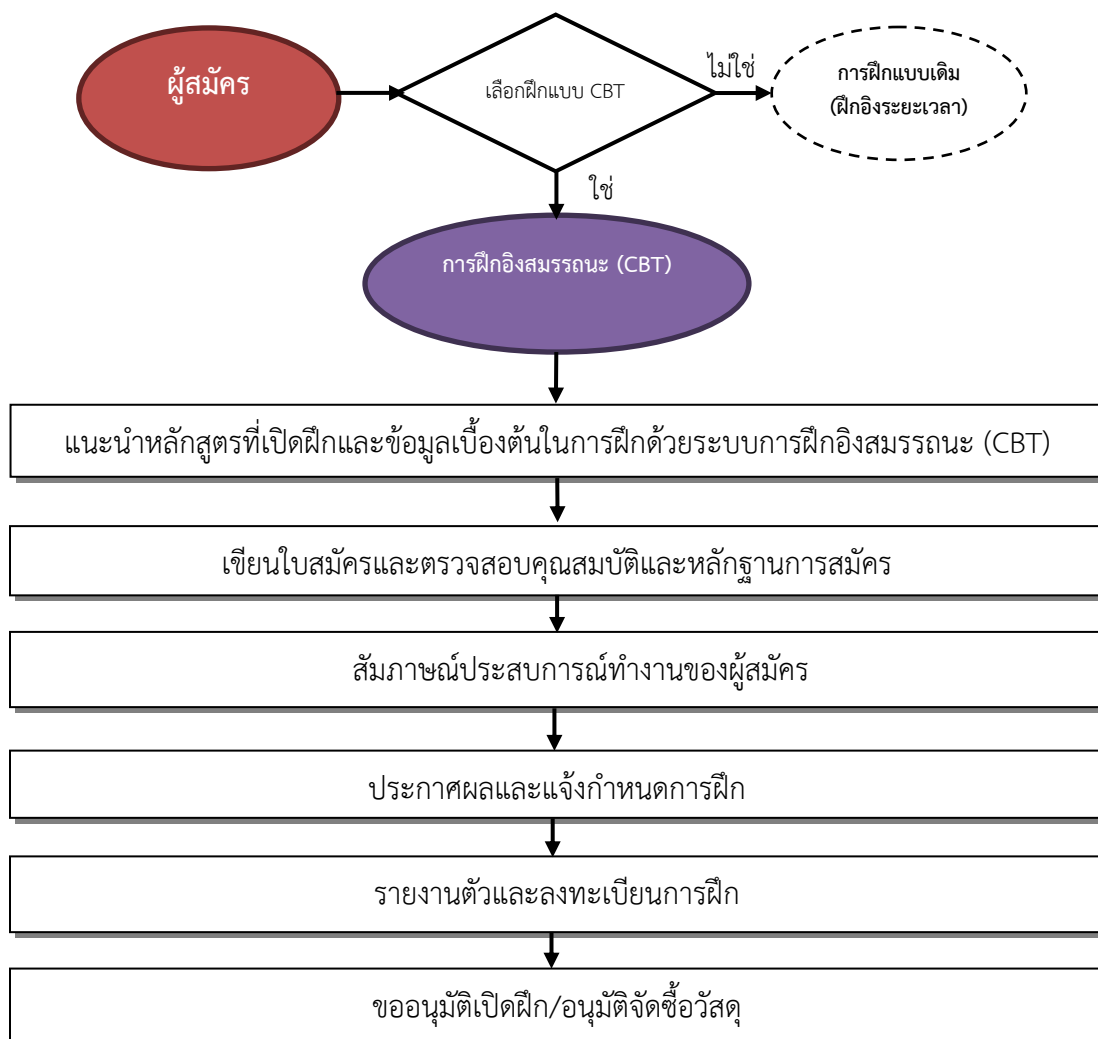 ผู้สมัคร
เลือกฝึกแบบ CBT
ไม่ใช่
การฝึกแบบเดิม
(ฝึกอิงระยะเวลา)
ใช่
การฝึกอิงสมรรถนะ (CBT)
แนะนำหลักสูตรที่เปิดฝึกและข้อมูลเบื้องต้นในการฝึกด้วยระบบการฝึกอิงสมรรถนะ (CBT)
เขียนใบสมัครและตรวจสอบคุณสมบัติและหลักฐานการสมัคร
สัมภาษณ์ประสบการณ์ทำงานของผู้สมัคร
ประกาศผลและแจ้งกำหนดการฝึก
รายงานตัวและลงทะเบียนการฝึก
ขออนุมัติเปิดฝึก/อนุมัติจัดซื้อวัสดุ